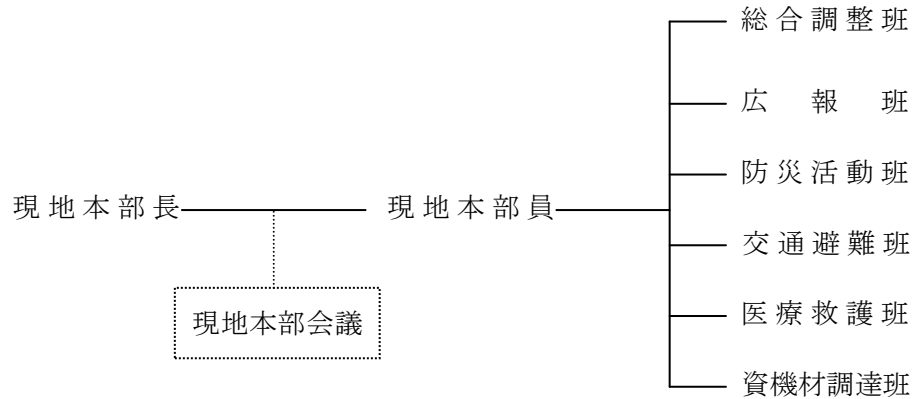 総合調整班
広報班
防災活動班
現地本部長
現地本部員
交通避難班
現地本部会議
医療救護班
資機材調達班